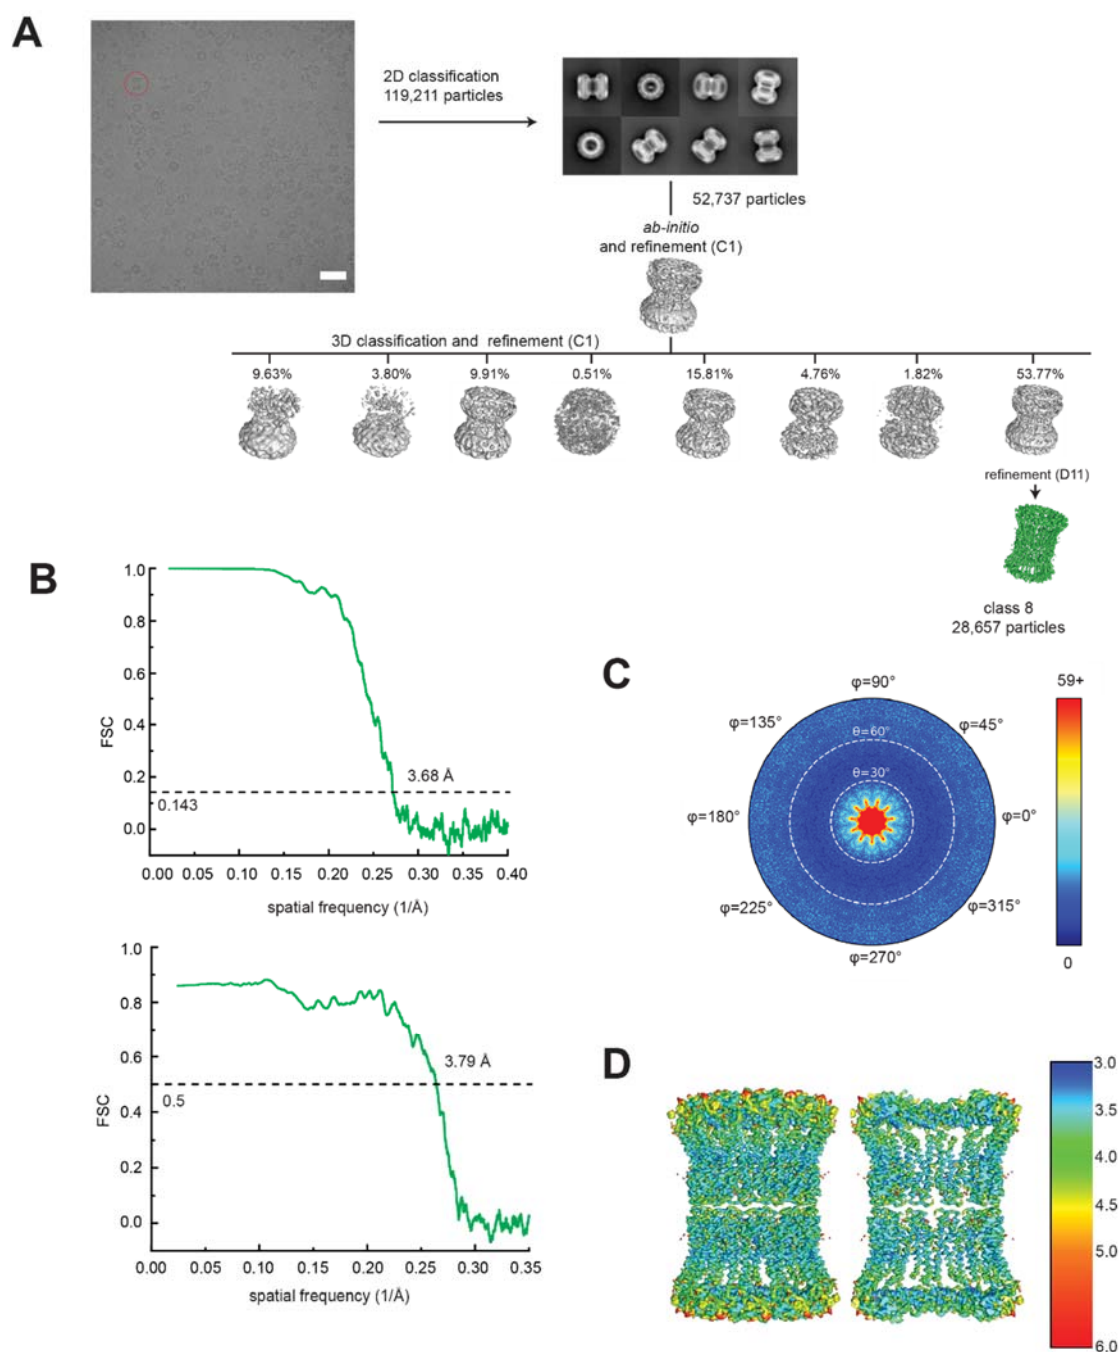 A
2D classification
119,211 particles
52,737 particles
ab-initio
and refinement (C1)
3D classification and refinement (C1)
9.63% 3.80% 9.91% 0.51% 15.81% 4.76% 1.82% 53.77%
refinement (D11)
class 8
28,657 particles
B
1.0
0.8
0.6
0.4
0.2
0.0
FSC
3.68 Å
0.143
0.00 0.05 0.10 0.15 0.20 0.25 0.30 0.35 0.40
spatial frequency (1/Å)
1.0
0.8
0.6
0.4
0.2
0.0
FSC
3.79 Å
0.5
0.00 0.05 0.10 0.15 0.20 0.25 0.30 0.35
spatial frequency (1/Å)
C
φ=90°
φ=135° φ=45°
θ=60°
θ=30°
φ=180° φ=0°
φ=225° φ=315°
φ=270°
59+
0
D
3.0
3.5
4.0
4.5
5.0
6.0